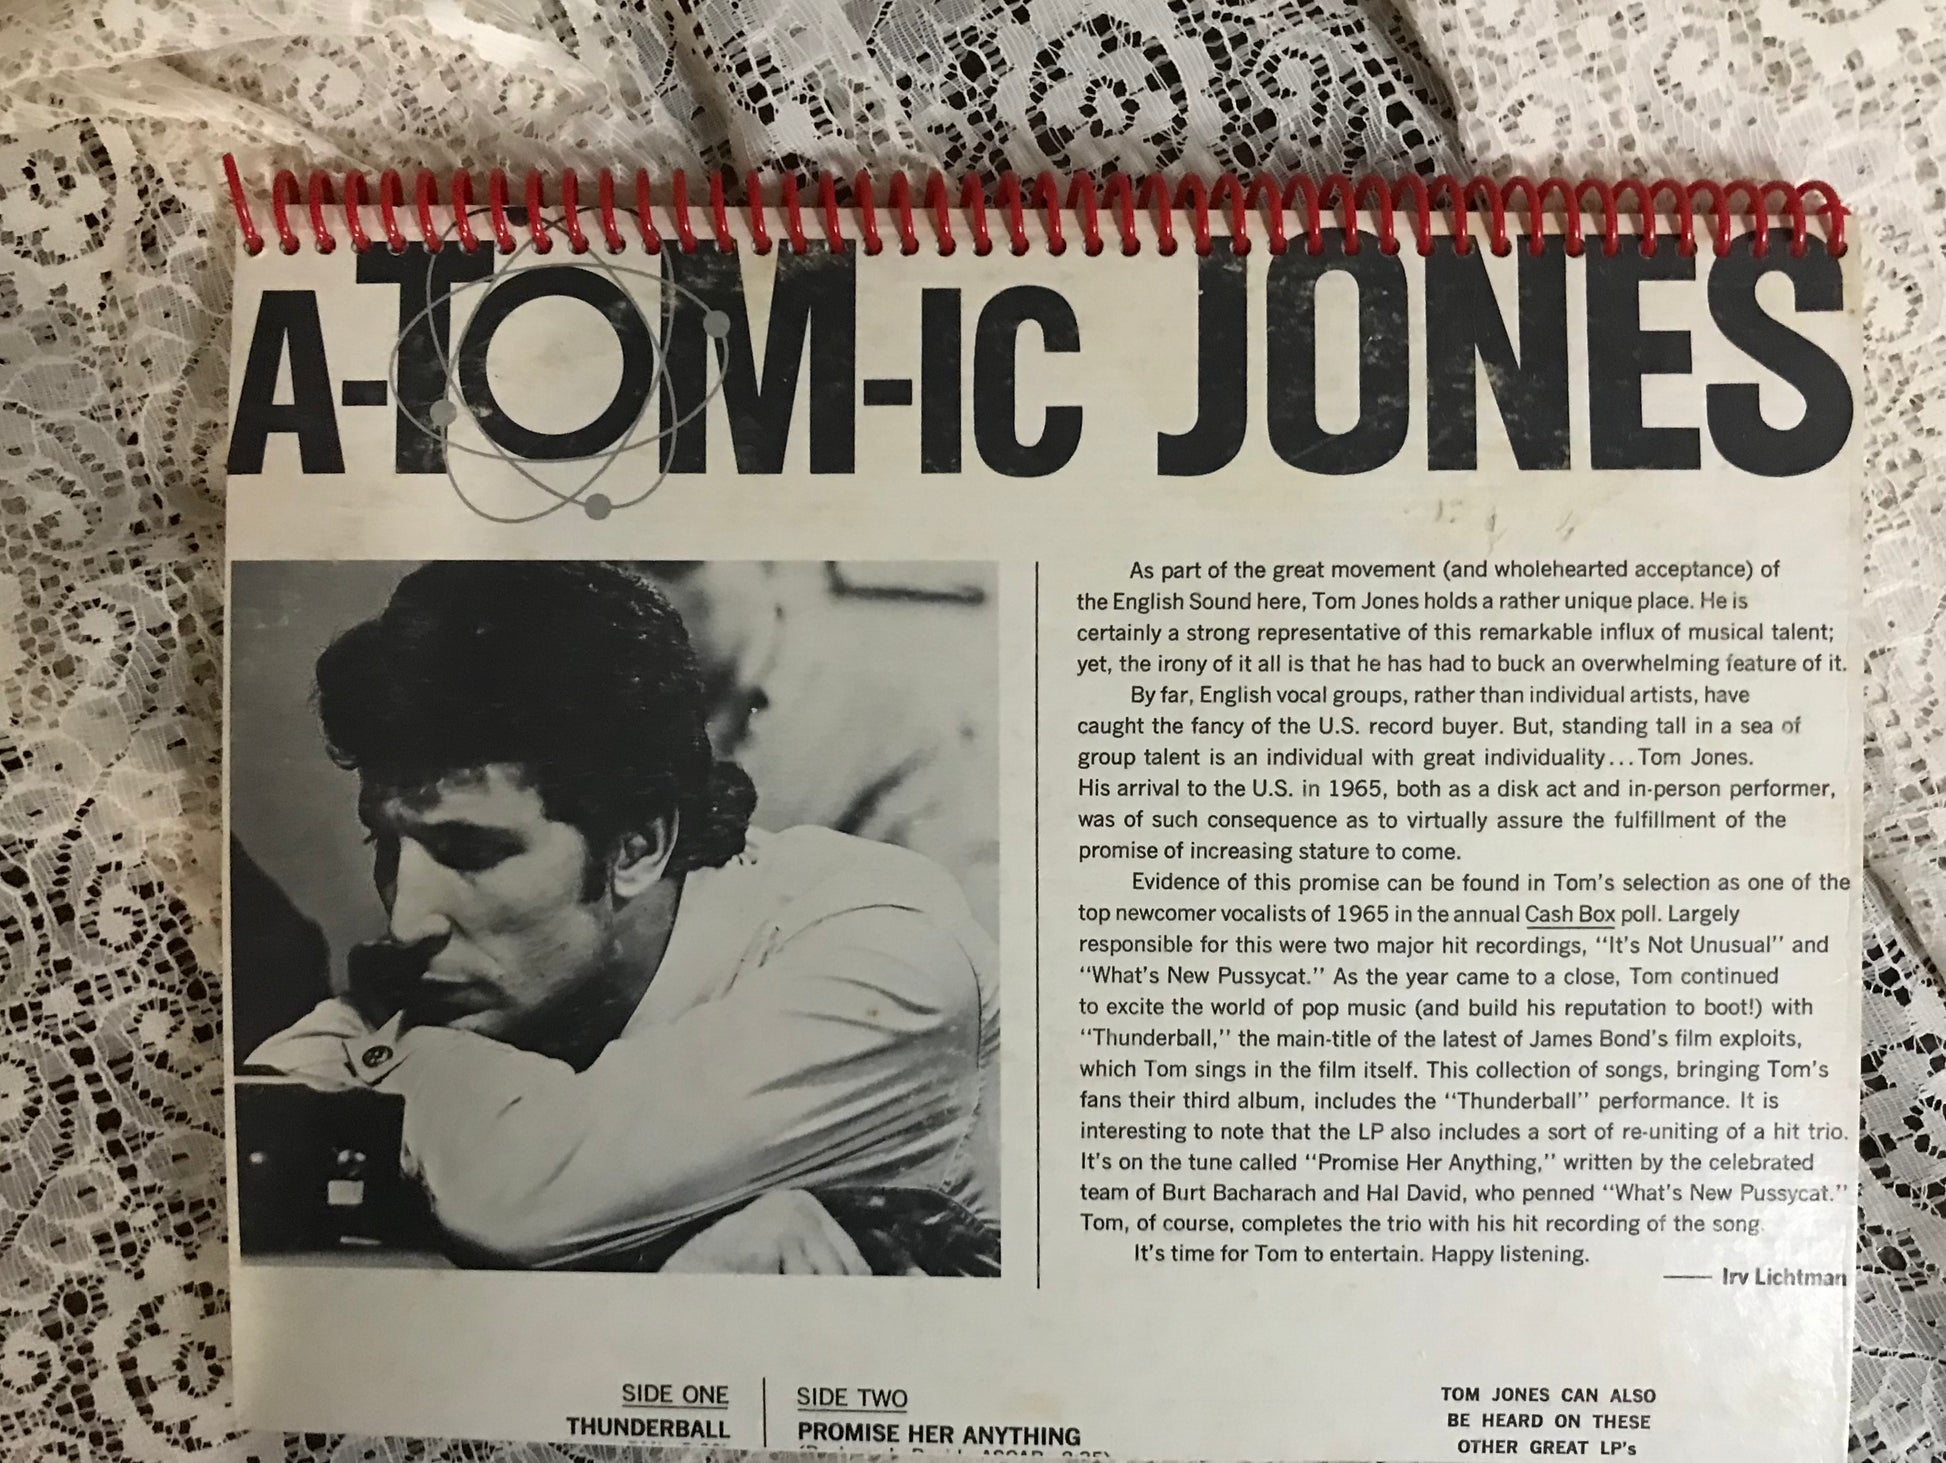 A-TOM-IC JONES
As part of the great movement (and wholehearted acceptance) of
the English Sound here, Tom Jones holds a rather unique place. He is
certainly a strong representative of this remarkable influx of musical talent;
yet, the irony of it all is that he has had to buck an overwhelming feature of it.
By far, English vocal groups, rather than individual artists, have
caught the fancy of the U.S. record buyer. But, standing tall in a sea of
group talent is an individual with great individuality...Tom Jones.
His arrival to the U.S. in 1965, both as a disk act and in-person performer,
was of such consequence as to virtually assure the fulfillment of the
promise of increasing stature to come.
Evidence of this promise can be found in Tom's selection as one of the
top newcomer vocalists of 1965 in the annual Cash Box poll. Largely
responsible for this were two major hit recordings, "It's Not Unusual" and
"What's New Pussycat." As the year came to a close, Tom continued
to excite the world of pop music (and build his reputation to boot!) with
"Thunderball," the main-title of the latest of James Bond's film exploits,
which Tom sings in the film itself. This collection of songs, bringing Tom's
fans their third album, includes the "Thunderball" performance. It is
interesting to note that the LP also includes a sort of re-uniting of a hit trio.
It's on the tune called "Promise Her Anything," written by the celebrated
team of Burt Bacharach and Hal David, who penned "What's New Pussycat."
Tom, of course, completes the trio with his hit recording of the song.
It's time for Tom to entertain. Happy listening.
— Irv Lichtman
SIDE ONE
THUNDERBALL
SIDE TWO
PROMISE HER ANYTHING
TOM JONES CAN ALSO
BE HEARD ON THESE
OTHER GREAT LP's